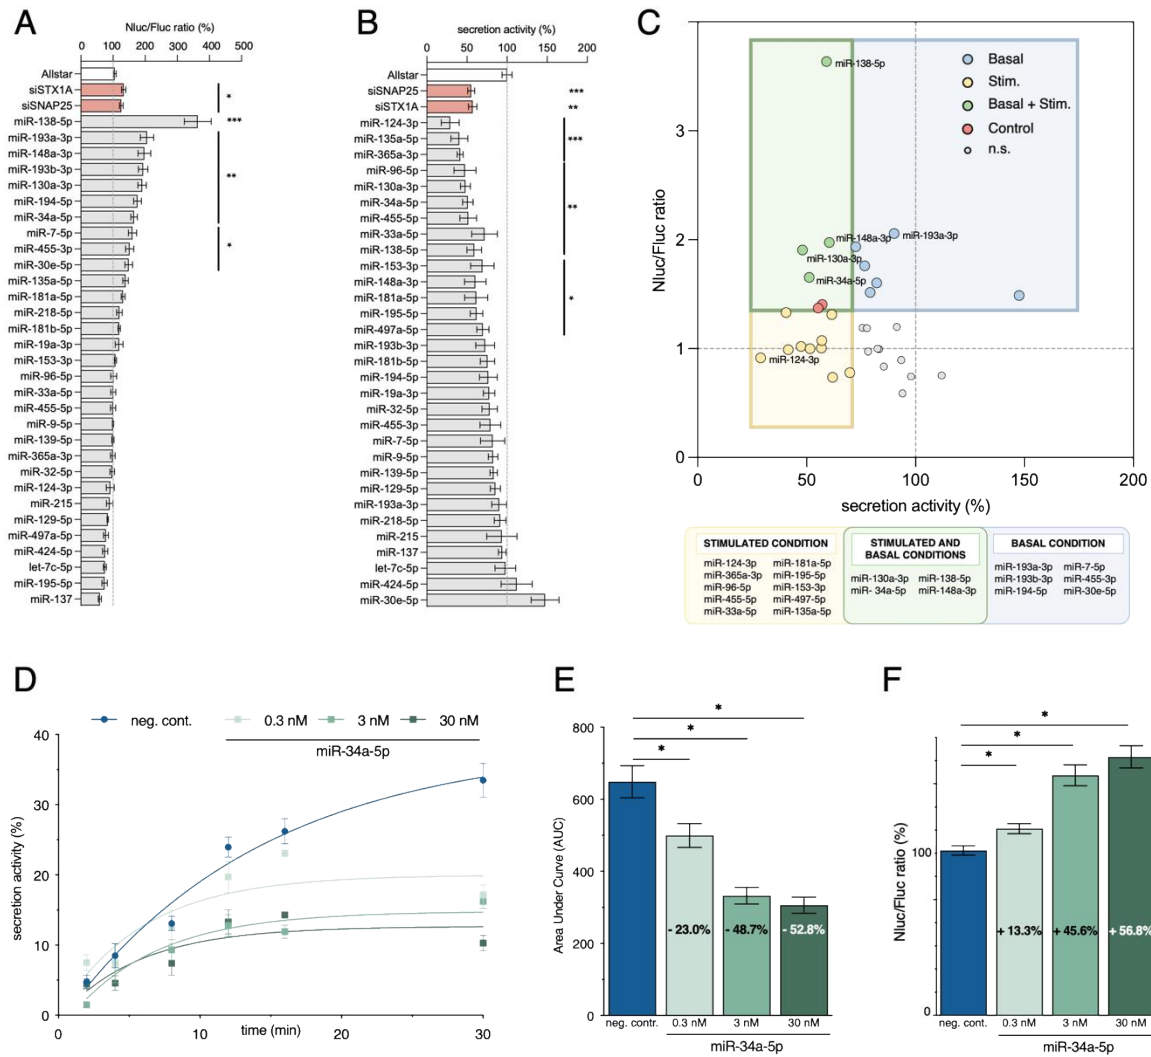 A
Nluc/Fluc ratio (%)
0 100 200 300 400 500
Allstar
siSTX1A
siSNAP25
*
miR-138-5p
***
miR-193a-3p
miR-148a-3p
miR-193b-3p
miR-130a-3p
**
miR-194-5p
miR-34a-5p
miR-7-5p
miR-455-3p
*
miR-30e-5p
miR-135a-5p
miR-181a-5p
miR-218-5p
miR-181b-5p
miR-19a-3p
miR-153-3p
miR-96-5p
miR-33a-5p
miR-455-5p
miR-9-5p
miR-139-5p
miR-365a-3p
miR-32-5p
miR-124-3p
miR-215
miR-129-5p
miR-497a-5p
miR-424-5p
let-7c-5p
miR-195-5p
miR-137
B
secretion activity (%)
0 100 200
Allstar
siSNAP25
***
siSTX1A
**
miR-124-3p
miR-135a-5p
***
miR-365a-3p
miR-96-5p
miR-130a-3p
miR-34a-5p
**
miR-455-5p
miR-33a-5p
miR-138-5p
miR-153-3p
miR-148a-3p
miR-181a-5p
*
miR-195-5p
miR-497a-5p
miR-193b-3p
miR-181b-5p
miR-194-5p
miR-19a-3p
miR-32-5p
miR-455-3p
miR-7-5p
miR-9-5p
miR-139-5p
miR-129-5p
miR-193a-3p
miR-218-5p
miR-215
miR-137
let-7c-5p
miR-424-5p
miR-30e-5p
C
Nluc/Fluc ratio
3
2
1
0
0 50 100 150 200
secretion activity (%)
miR-138-5p
Basal
Stim.
Basal + Stim.
Control
n.s.
miR-148a-3p
miR-193a-3p
miR-130a-3p
miR-34a-5p
miR-124-3p
STIMULATED CONDITION
miR-124-3p miR-181a-5p
miR-365a-3p miR-195-5p
miR-96-5p miR-153-3p
miR-455-5p miR-497-5p
miR-33a-5p miR-135a-5p
STIMULATED AND
BASAL CONDITIONS
miR-130a-3p miR-138-5p
miR- 34a-5p miR-148a-3p
BASAL CONDITION
miR-193a-3p miR-7-5p
miR-193b-3p miR-455-3p
miR-194-5p miR-30e-5p
D
neg. cont. 0.3 nM 3 nM 30 nM
miR-34a-5p
secretion activity (%)
40
30
20
10
0
0 10 20 30
time (min)
E
Area Under Curve (AUC)
800
600
400
200
0
*
*
*
- 23.0% - 48.7% - 52.8%
neg. contr. 0.3 nM 3 nM 30 nM
miR-34a-5p
F
Nluc/Fluc ratio (%)
100
0
*
*
*
+ 13.3% + 45.6% + 56.8%
neg. contr. 0.3 nM 3 nM 30 nM
miR-34a-5p